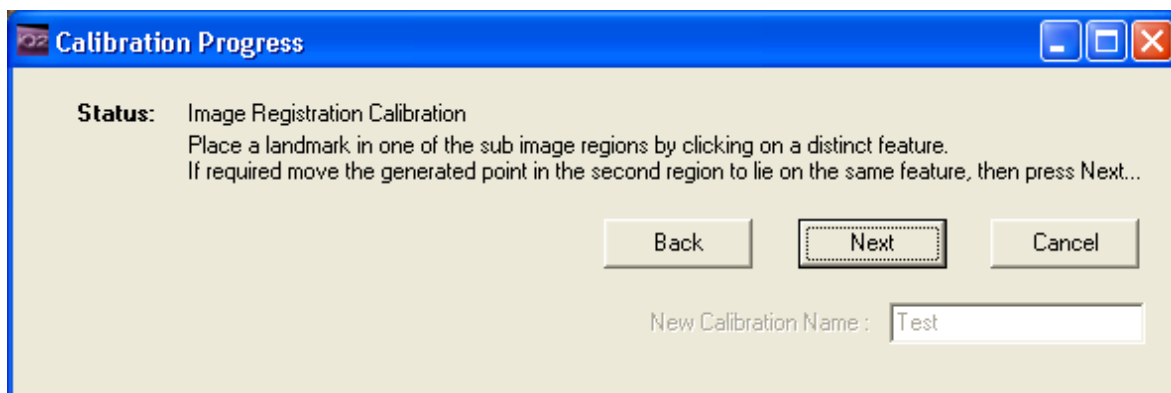 iQ2 Calibration Progress
Status: Image Registration Calibration
Place a landmark in one of the sub image regions by clicking on a distinct feature.
If required move the generated point in the second region to lie on the same feature, then press Next...
Back Next Cancel
New Calibration Name : Test